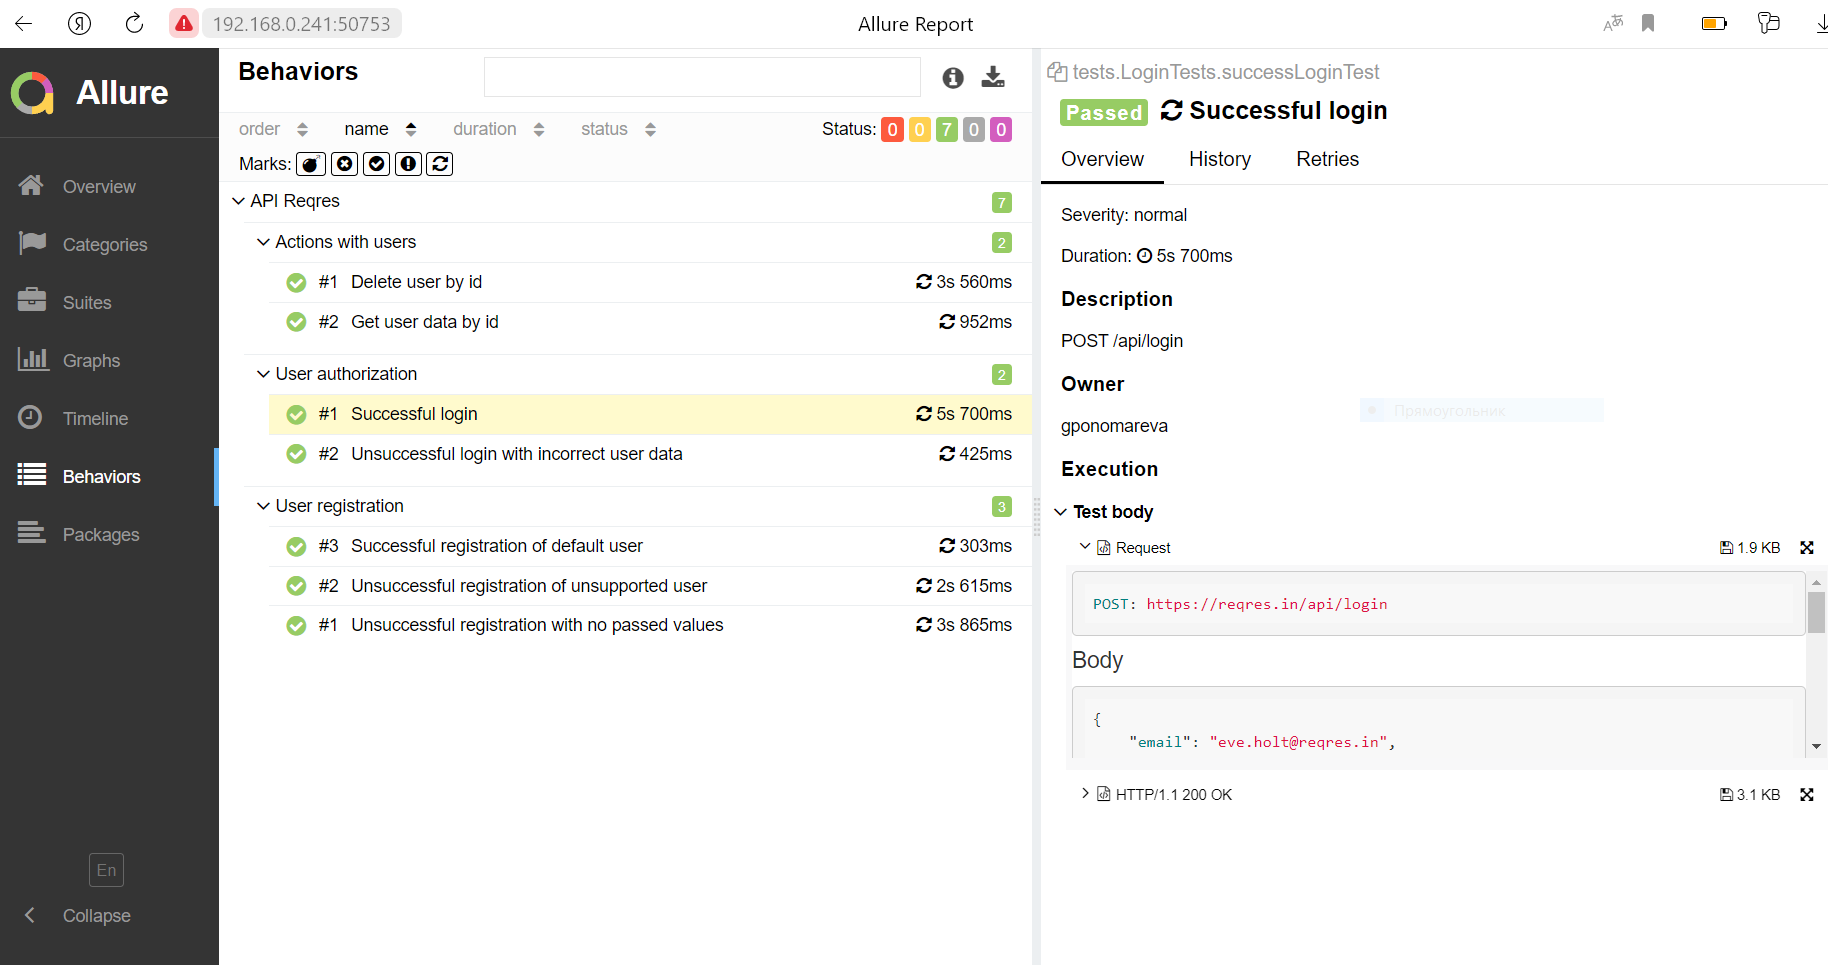 192.168.0.241:50753
Allure Report
Allure
Overview
Categories
Suites
Graphs
Timeline
Behaviors
Packages
En
Collapse
Behaviors
order name duration status Status: 0 0 7 0 0
Marks:
API Reqres 7
Actions with users 2
#1 Delete user by id 3s 560ms
#2 Get user data by id 952ms
User authorization 2
#1 Successful login 5s 700ms
#2 Unsuccessful login with incorrect user data 425ms
User registration 3
#3 Successful registration of default user 303ms
#2 Unsuccessful registration of unsupported user 2s 615ms
#1 Unsuccessful registration with no passed values 3s 865ms
tests.LoginTests.successLoginTest
Passed Successful login
Overview History Retries
Severity: normal
Duration: 5s 700ms
Description
POST /api/login
Owner
Прямоугольник
gponomareva
Execution
Test body
Request 1.9 KB
POST: https://reqres.in/api/login
Body
{
"email": "eve.holt@reqres.in",
HTTP/1.1 200 OK 3.1 KB